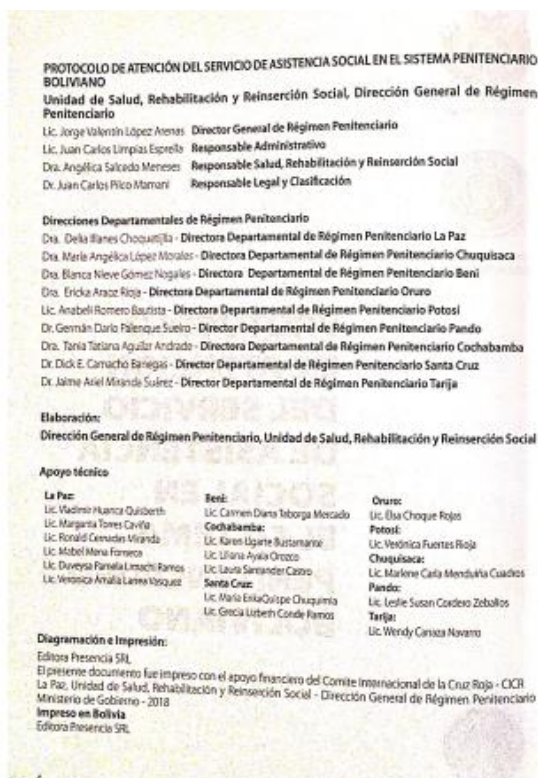 PROTOCOLO DE ATENCIÓN DEL SERVICIO DE ASISTENCIA SOCIAL EN EL SISTEMA PENITENCIARIO
BOLIVIANO
Unidad de Salud, Rehabilitación y Reinserción Social, Dirección General de Régimen
Penitenciario
Lic. Jorge Valentín López Arenas Director General de Régimen Penitenciario
Lic. Juan Carlos Limpias Esprella Responsable Administrativo
Dra. Angélica Salcedo Meneses Responsable Salud, Rehabilitación y Reinserción Social
Dr. Juan Carlos Pilco Mamani Responsable Legal y Clasificación
Direcciones Departamentales de Régimen Penitenciario
Dra. Delia Illanes Choquetijlla - Directora Departamental de Régimen Penitenciario La Paz
Dra. María Angélica López Morales - Directora Departamental de Régimen Penitenciario Chuquisaca
Dra. Blanca Nieve Gómez Nogales - Directora Departamental de Régimen Penitenciario Beni
Dra. Ericka Araoz Rioja - Directora Departamental de Régimen Penitenciario Oruro
Lic. Anabell Romero Bautista - Directora Departamental de Régimen Penitenciario Potosí
Dr. Germán Darío Palenque Sueiro - Director Departamental de Régimen Penitenciario Pando
Dra. Tania Tatiana Aguilar Andrade - Directora Departamental de Régimen Penitenciario Cochabamba
Dr. Dick E. Camacho Banegas - Director Departamental de Régimen Penitenciario Santa Cruz
Dr. Jaime Ariel Miranda Suárez - Director Departamental de Régimen Penitenciario Tarija
Elaboración:
Dirección General de Régimen Penitenciario, Unidad de Salud, Rehabilitación y Reinserción Social
Apoyo técnico
La Paz:
Lic. Vladimir Huanca Quisberth
Lic. Margarita Torres Caviña
Lic. Ronald Miranda
Lic. Mabel Mena Fonseca
Lic. Duveysa Pamela Limachi Ramos
Lic. Veronica Amalia Larrea Vasquez
Beni:
Lic. Carmen Diana Taborga Mercado
Cochabamba:
Lic. Karen Ugarte Bustamante
Lic. Liliana Ayala Orozco
Lic. Laura Santander Castro
Santa Cruz:
Lic. María Erika Quispe Chuquimia
Lic. Grecia Lizbeth Conde Ramos
Oruro:
Lic. Elsa Choque Rojas
Potosí:
Lic. Verónica Fuertes Rioja
Chuquisaca:
Lic. Marlene Carla Menduiña Cuadros
Pando:
Lic. Leslie Susan Cordero Zeballos
Tarija:
Lic. Wendy Canaza Navarro
Diagramación e Impresión:
Editora Presencia SRL
El presente documento fue impreso con el apoyo financiero del Comite Internacional de la Cruz Roja - CICR
La Paz, Unidad de Salud, Rehabilitación y Reinserción Social - Dirección General de Régimen Penitenciario
Ministerio de Gobierno - 2018
Impreso en Bolivia
Editora Presencia SRL